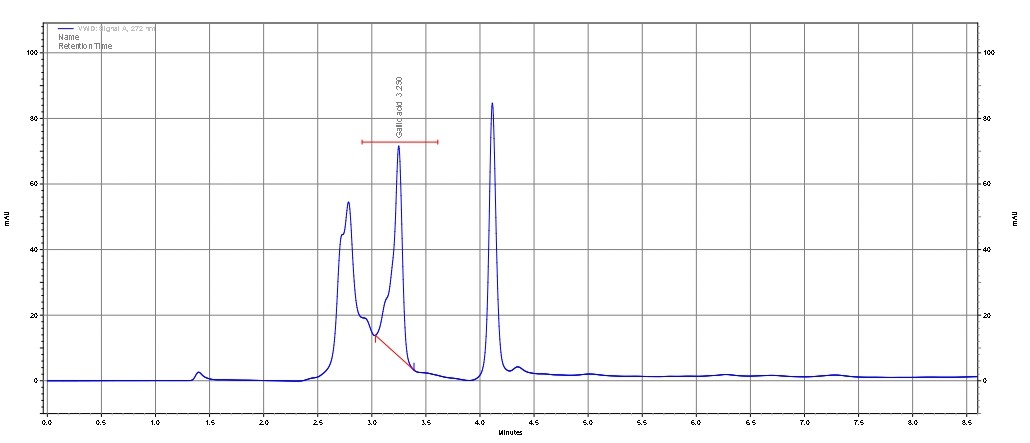 VWD: Signal A, 272 nm
Name
Retention Time
Gallic acid 3.250
100 100
80 80
60 60
mAU mAU
40 40
20 20
0 0
0.0 0.5 1.0 1.5 2.0 2.5 3.0 3.5 4.0 4.5 5.0 5.5 6.0 6.5 7.0 7.5 8.0 8.5
Minutes